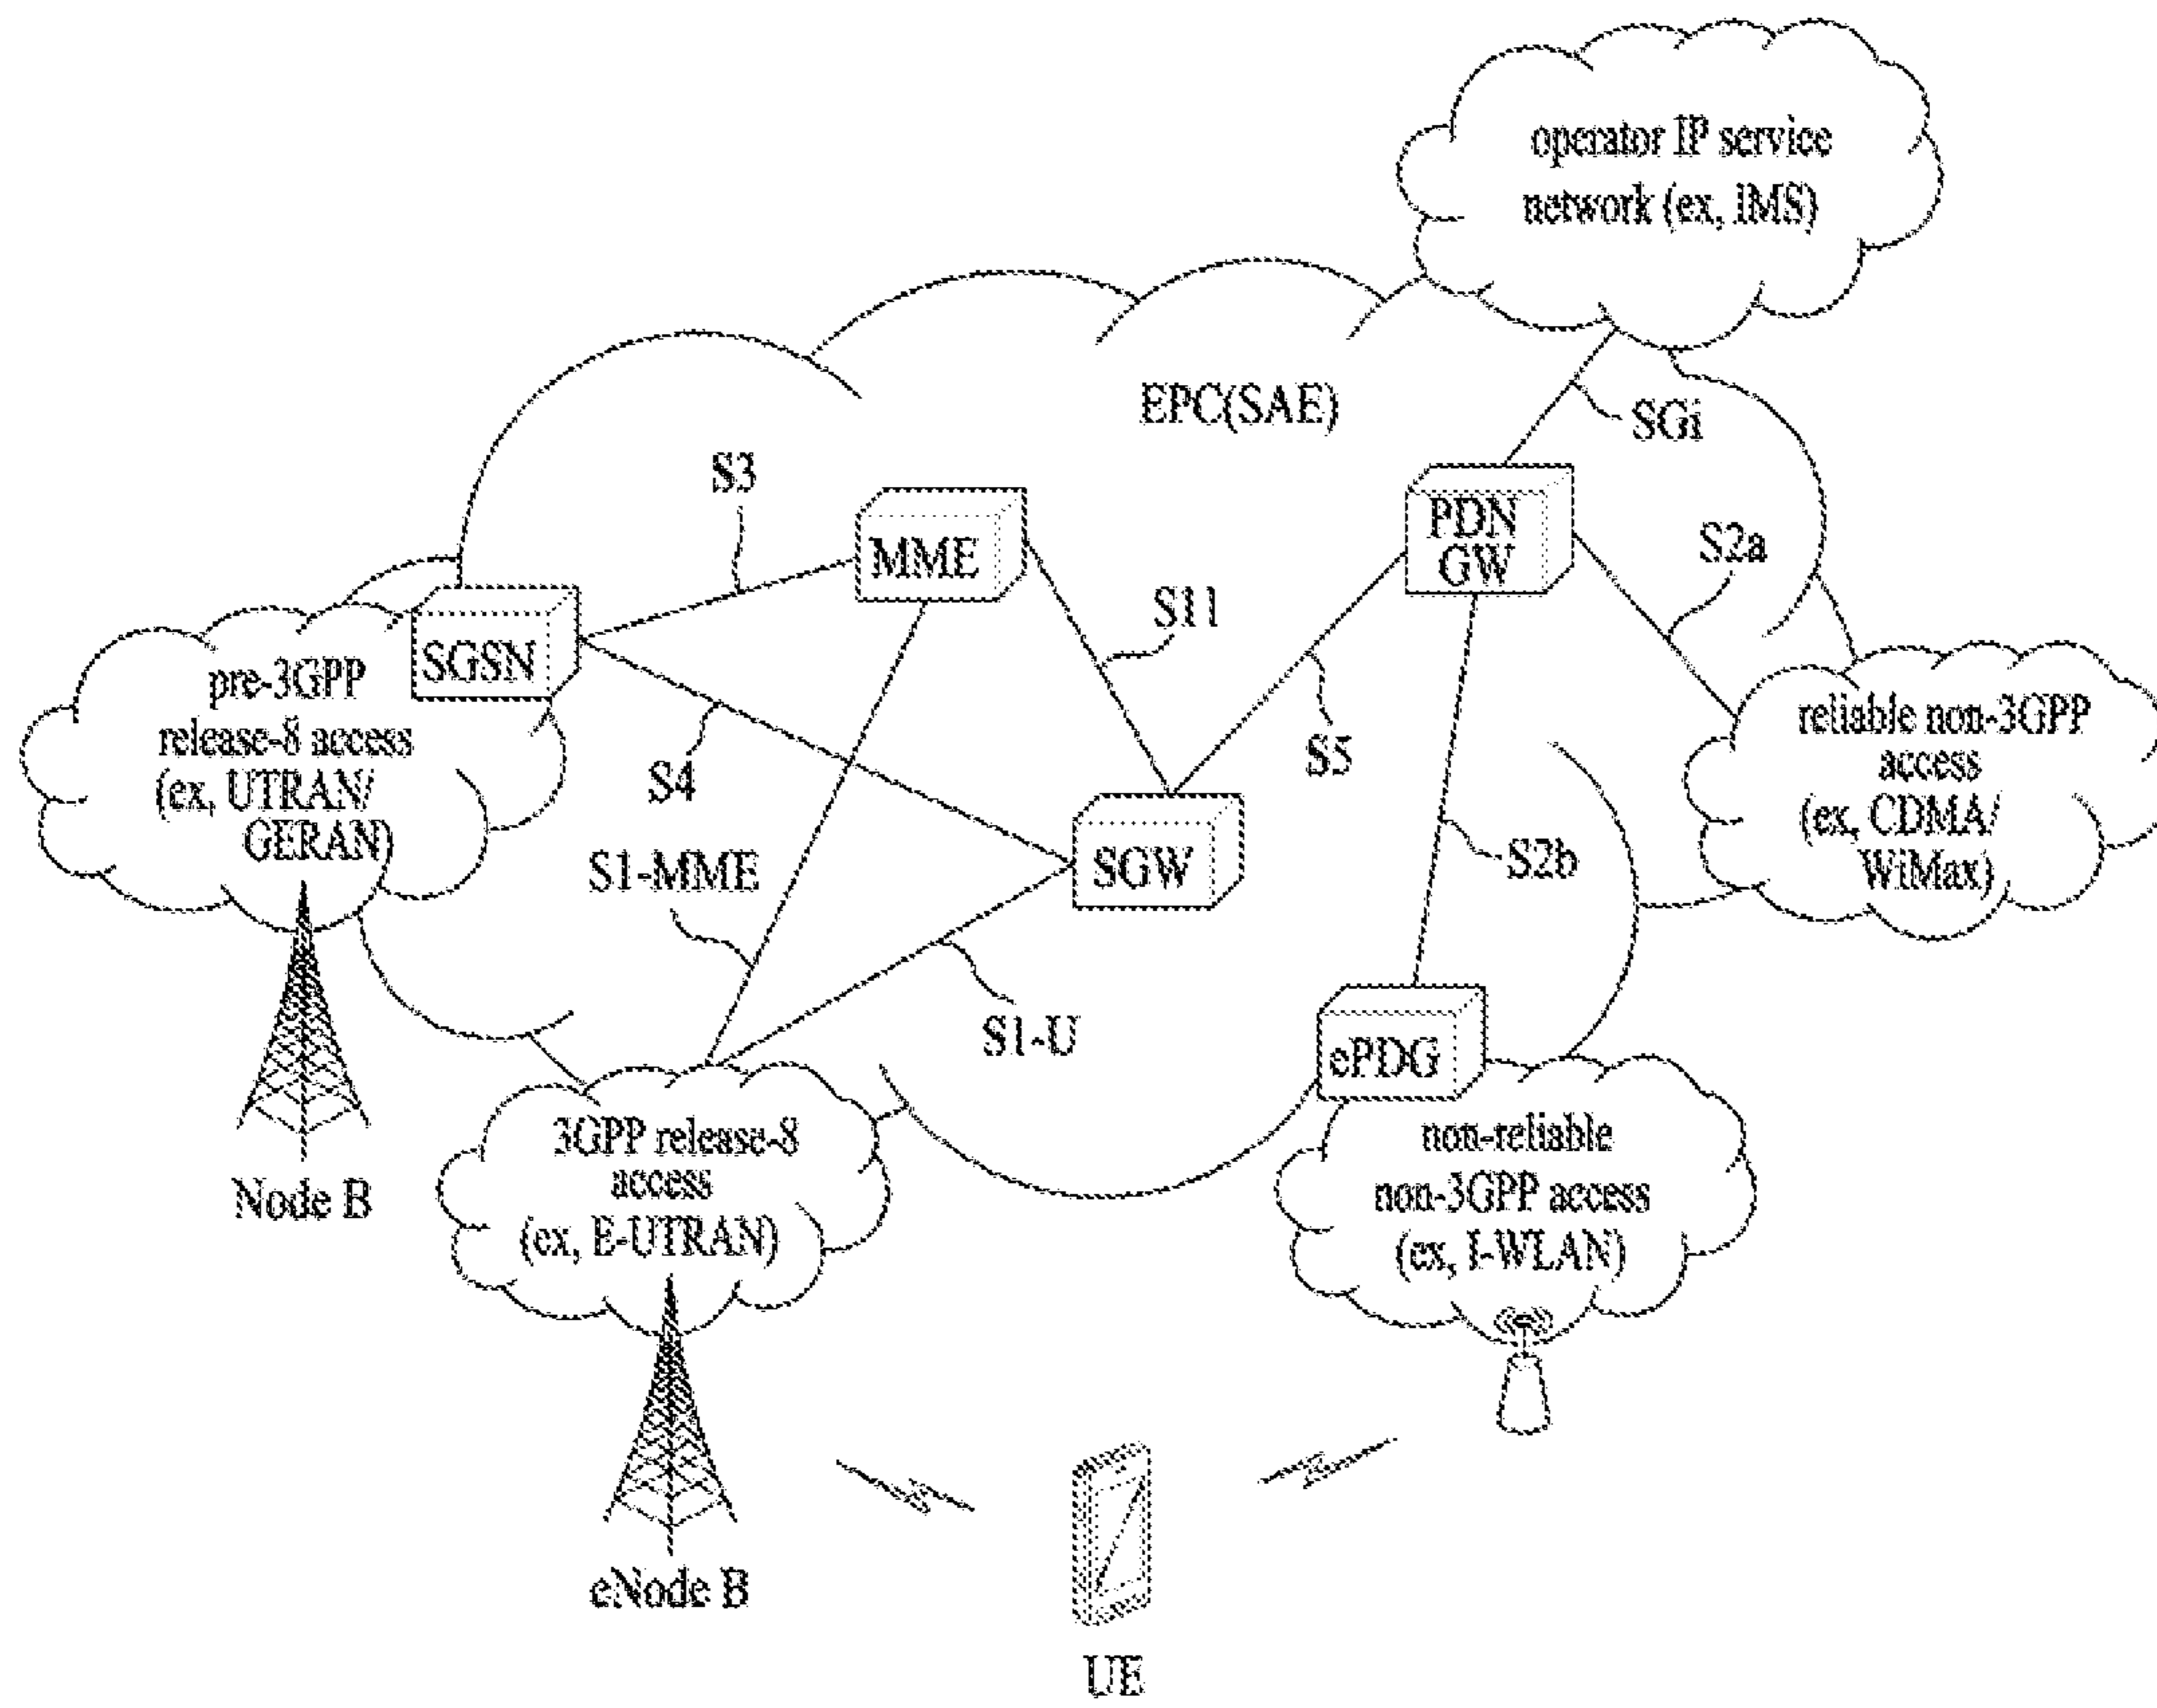 operator IP service
network (ex, IMS)
EPC(SAE)
SGi
S3
MME
PDN
GW
S2a
S11
SGSN
pre-3GPP
release-8 access
(ex, UTRAN/
GERAN)
S4
S5
reliable non-3GPP
access
(ex, CDMA/
WiMax)
S1-MME
SGW
S2b
S1-U
ePDG
Node B
3GPP release-8
access
(ex, E-UTRAN)
non-reliable
non-3GPP access
(ex, I-WLAN)
eNode B
UE